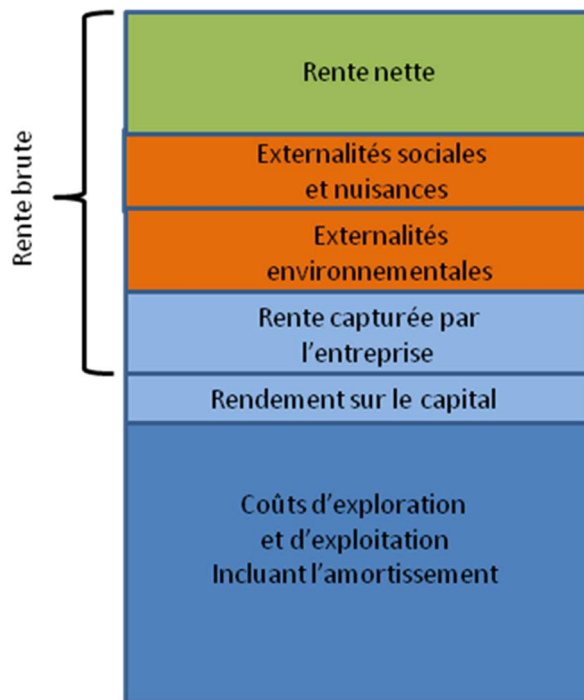 Rente brute
Rente nette
Externalités sociales
et nuisances
Externalités
environnementales
Rente capturée par
l'entreprise
Rendement sur le capital
Coûts d'exploration
et d'exploitation
Incluant l'amortissement